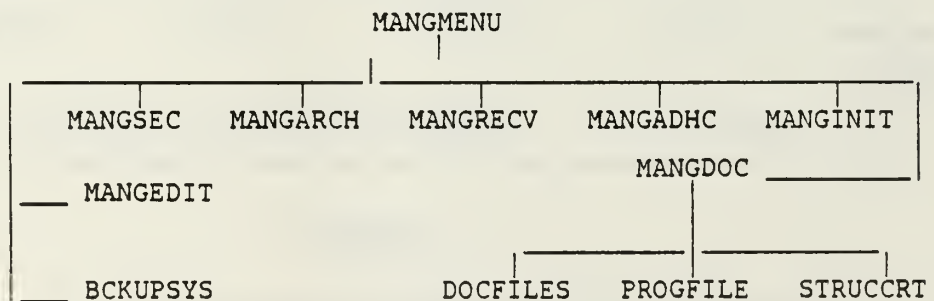 MANGMENU
MANGSEC MANGARCH MANGRECV MANGADHC MANGINIT
MANGDOC
MANGEDIT
BCKUPSYS DOCFILES PROGFILE STRUCCRT